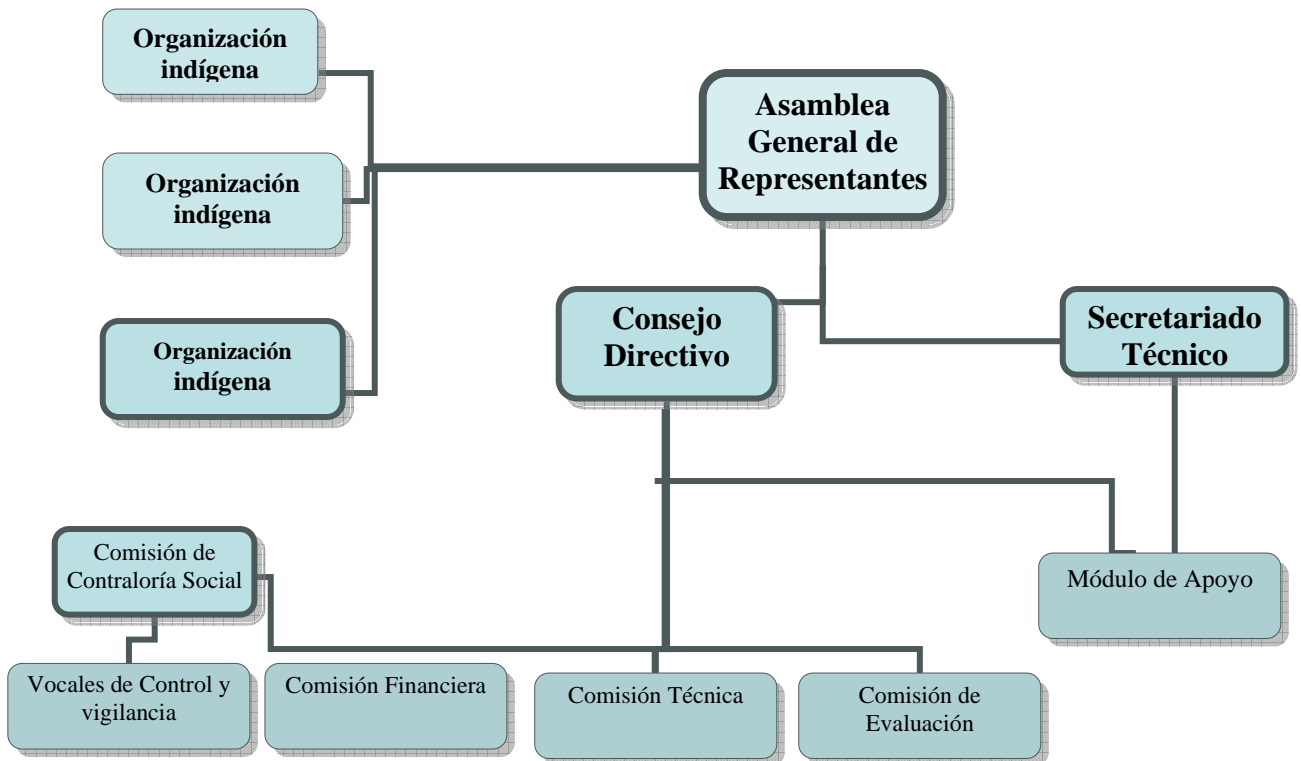 Organización
indígena
Asamblea
General de
Representantes
Organización
indígena
Organización
indígena
Consejo
Directivo
Secretariado
Técnico
Comisión de
Contraloría Social
Módulo de Apoyo
Vocales de Control y
vigilancia
Comisión Financiera
Comisión Técnica
Comisión de
Evaluación